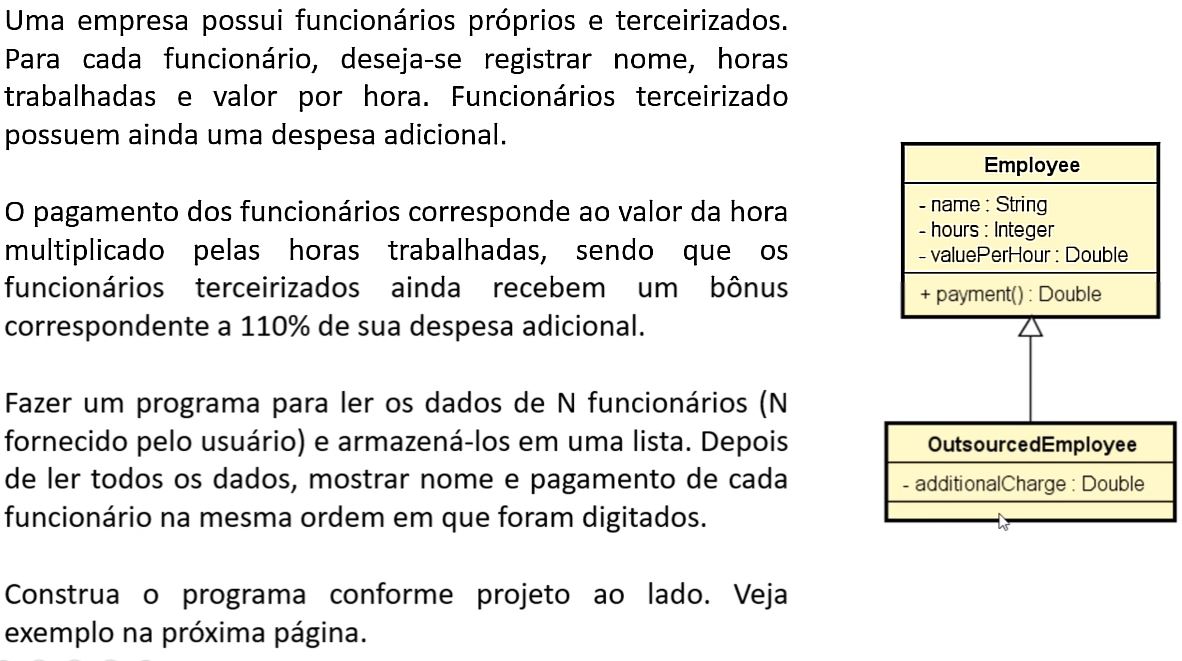 Uma empresa possui funcionários próprios e terceirizados.
Para cada funcionário, deseja-se registrar nome, horas
trabalhadas e valor por hora. Funcionários terceirizado
possuem ainda uma despesa adicional.
O pagamento dos funcionários corresponde ao valor da hora
multiplicado pelas horas trabalhadas, sendo que os
funcionários terceirizados ainda recebem um bônus
correspondente a 110% de sua despesa adicional.
Fazer um programa para ler os dados de N funcionários (N
fornecido pelo usuário) e armazená-los em uma lista. Depois
de ler todos os dados, mostrar nome e pagamento de cada
funcionário na mesma ordem em que foram digitados.
Construa o programa conforme projeto ao lado. Veja
exemplo na próxima página.
Employee
- name : String
- hours : Integer
- valuePerHour : Double
+ payment() : Double
OutsourcedEmployee
- additionalCharge : Double